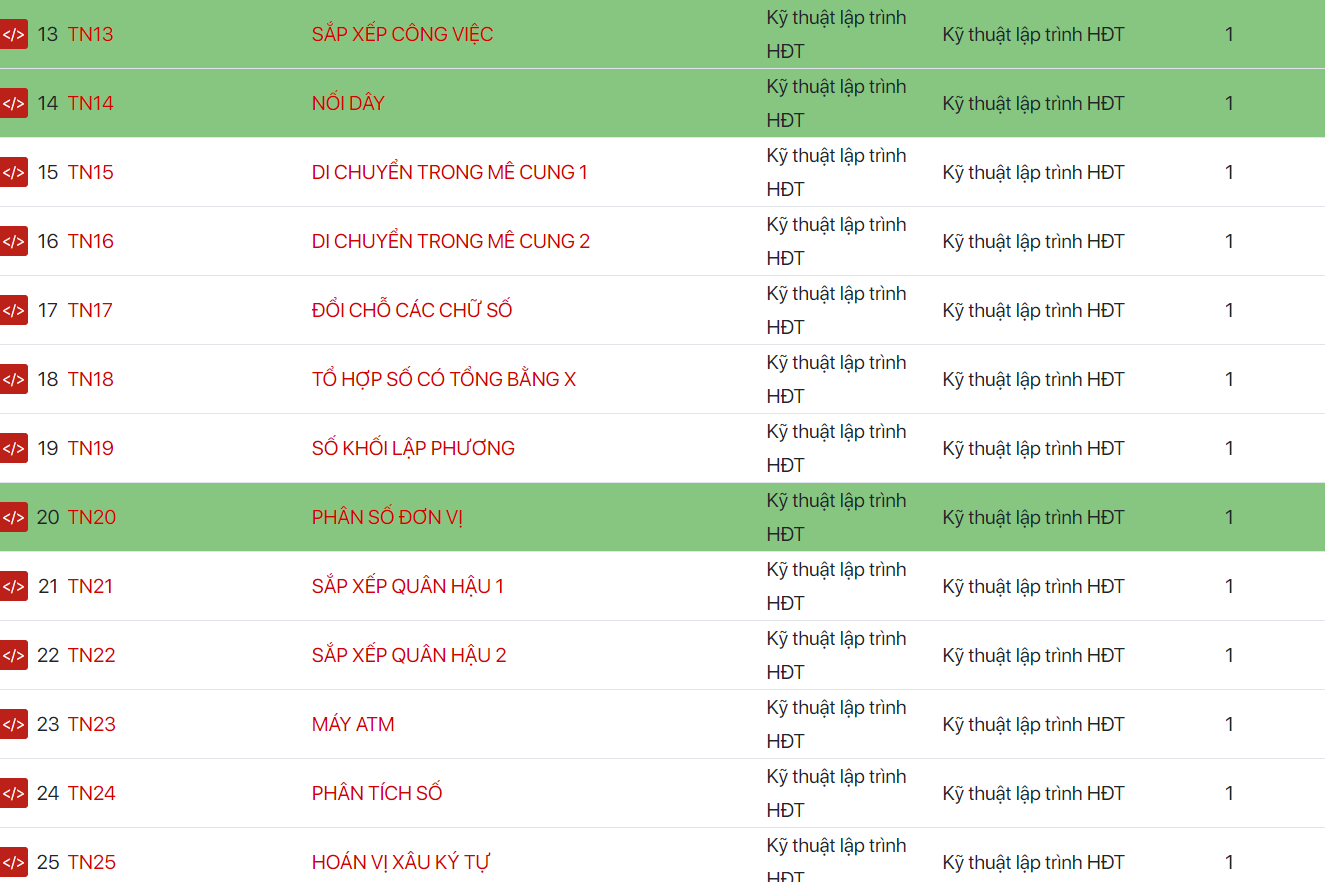 </> 13 TN13 SẮP XẾP CÔNG VIỆC Kỹ thuật lập trình HĐT Kỹ thuật lập trình HĐT 1
</> 14 TN14 NỐI DÂY Kỹ thuật lập trình HĐT Kỹ thuật lập trình HĐT 1
</> 15 TN15 DI CHUYỂN TRONG MÊ CUNG 1 Kỹ thuật lập trình HĐT Kỹ thuật lập trình HĐT 1
</> 16 TN16 DI CHUYỂN TRONG MÊ CUNG 2 Kỹ thuật lập trình HĐT Kỹ thuật lập trình HĐT 1
</> 17 TN17 ĐỔI CHỖ CÁC CHỮ SỐ Kỹ thuật lập trình HĐT Kỹ thuật lập trình HĐT 1
</> 18 TN18 TỔ HỢP SỐ CÓ TỔNG BẰNG X Kỹ thuật lập trình HĐT Kỹ thuật lập trình HĐT 1
</> 19 TN19 SỐ KHỐI LẬP PHƯƠNG Kỹ thuật lập trình HĐT Kỹ thuật lập trình HĐT 1
</> 20 TN20 PHÂN SỐ ĐƠN VỊ Kỹ thuật lập trình HĐT Kỹ thuật lập trình HĐT 1
</> 21 TN21 SẮP XẾP QUÂN HẬU 1 Kỹ thuật lập trình HĐT Kỹ thuật lập trình HĐT 1
</> 22 TN22 SẮP XẾP QUÂN HẬU 2 Kỹ thuật lập trình HĐT Kỹ thuật lập trình HĐT 1
</> 23 TN23 MÁY ATM Kỹ thuật lập trình HĐT Kỹ thuật lập trình HĐT 1
</> 24 TN24 PHÂN TÍCH SỐ Kỹ thuật lập trình HĐT Kỹ thuật lập trình HĐT 1
</> 25 TN25 HOÁN VỊ XÂU KÝ TỰ Kỹ thuật lập trình HĐT Kỹ thuật lập trình HĐT 1